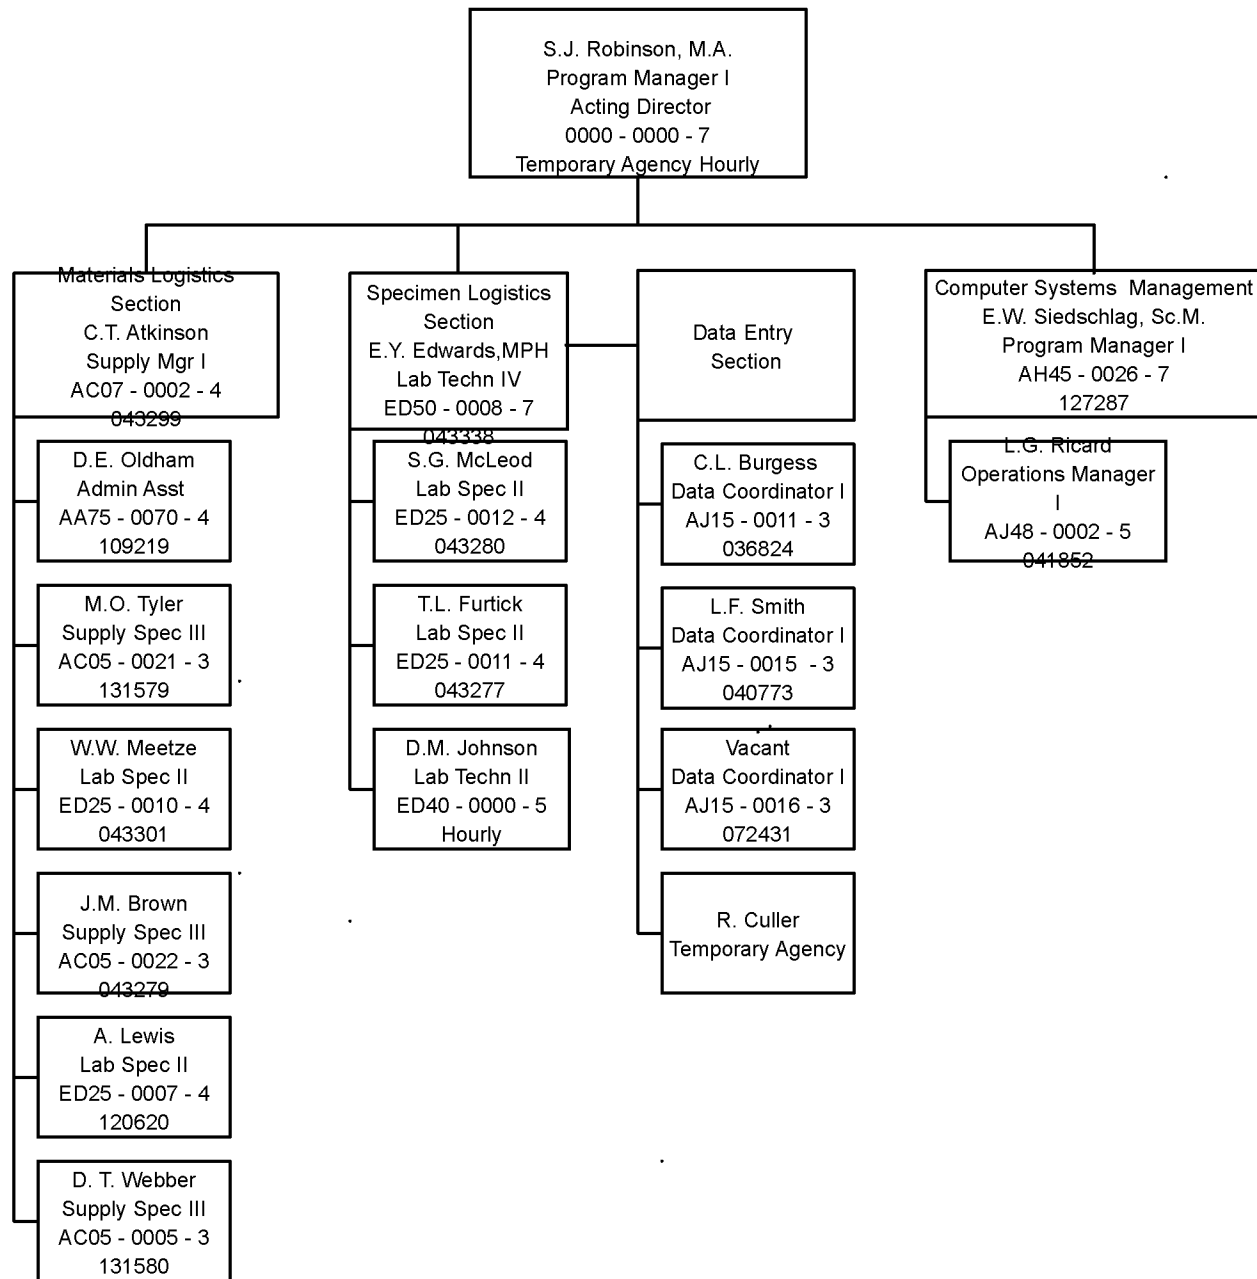 S.J. Robinson, M.A.
Program Manager I
Acting Director
0000 - 0000 - 7
Temporary Agency Hourly
Materials Logistics
Section
C.T. Atkinson
Supply Mgr I
AC07 - 0002 - 4
043299
D.E. Oldham
Admin Asst
AA75 - 0070 - 4
109219
M.O. Tyler
Supply Spec III
AC05 - 0021 - 3
131579
W.W. Meetze
Lab Spec II
ED25 - 0010 - 4
043301
J.M. Brown
Supply Spec III
AC05 - 0022 - 3
043279
A. Lewis
Lab Spec II
ED25 - 0007 - 4
120620
D. T. Webber
Supply Spec III
AC05 - 0005 - 3
131580
Specimen Logistics
Section
E.Y. Edwards,MPH
Lab Techn IV
ED50 - 0008 - 7
043338
S.G. McLeod
Lab Spec II
ED25 - 0012 - 4
043280
T.L. Furtick
Lab Spec II
ED25 - 0011 - 4
043277
D.M. Johnson
Lab Techn II
ED40 - 0000 - 5
Hourly
Data Entry
Section
C.L. Burgess
Data Coordinator I
AJ15 - 0011 - 3
036824
L.F. Smith
Data Coordinator I
AJ15 - 0015 - 3
040773
Vacant
Data Coordinator I
AJ15 - 0016 - 3
072431
R. Culler
Temporary Agency
Computer Systems Management
E.W. Siedschlag, Sc.M.
Program Manager I
AH45 - 0026 - 7
127287
L.G. Ricard
Operations Manager
I
AJ48 - 0002 - 5
041852